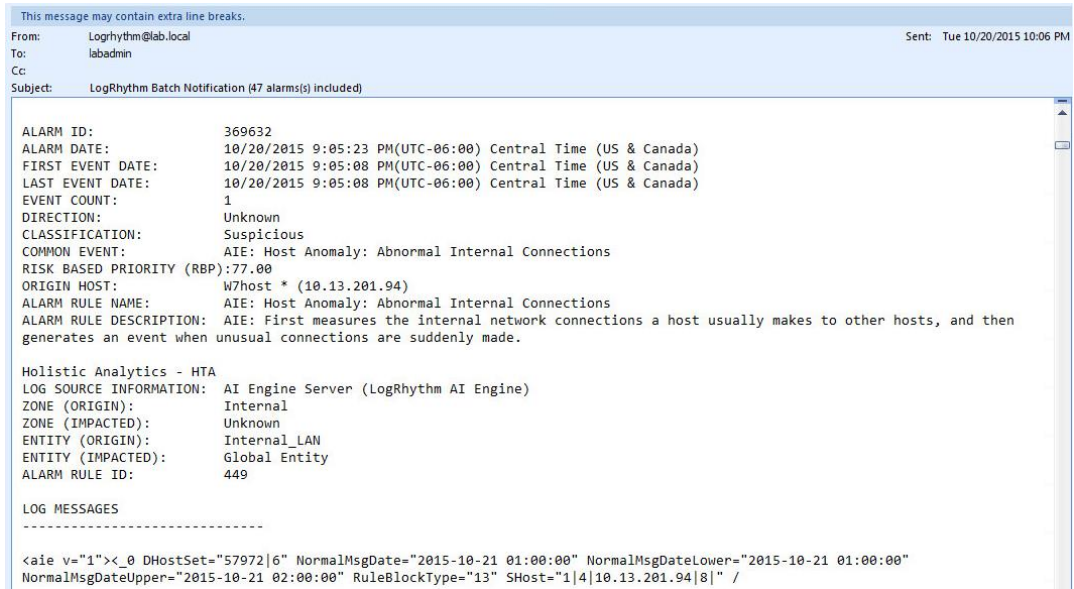 This message may contain extra line breaks.
From: Logrhythm@lab.local Sent: Tue 10/20/2015 10:06 PM
To: labadmin
Cc:
Subject: LogRhythm Batch Notification (47 alarms(s) included)
ALARM ID: 369632
ALARM DATE: 10/20/2015 9:05:23 PM(UTC-06:00) Central Time (US & Canada)
FIRST EVENT DATE: 10/20/2015 9:05:08 PM(UTC-06:00) Central Time (US & Canada)
LAST EVENT DATE: 10/20/2015 9:05:08 PM(UTC-06:00) Central Time (US & Canada)
EVENT COUNT: 1
DIRECTION: Unknown
CLASSIFICATION: Suspicious
COMMON EVENT: AIE: Host Anomaly: Abnormal Internal Connections
RISK BASED PRIORITY (RBP):77.00
ORIGIN HOST: W7host * (10.13.201.94)
ALARM RULE NAME: AIE: Host Anomaly: Abnormal Internal Connections
ALARM RULE DESCRIPTION: AIE: First measures the internal network connections a host usually makes to other hosts, and then
generates an event when unusual connections are suddenly made.
Holistic Analytics - HTA
LOG SOURCE INFORMATION: AI Engine Server (LogRhythm AI Engine)
ZONE (ORIGIN): Internal
ZONE (IMPACTED): Unknown
ENTITY (ORIGIN): Internal_LAN
ENTITY (IMPACTED): Global Entity
ALARM RULE ID: 449
LOG MESSAGES
------------------------------
<aie v="1"><_0 DHostSet="57972|6" NormalMsgDate="2015-10-21 01:00:00" NormalMsgDateLower="2015-10-21 01:00:00"
NormalMsgDateUpper="2015-10-21 02:00:00" RuleBlockType="13" SHost="1|4|10.13.201.94|8|" /